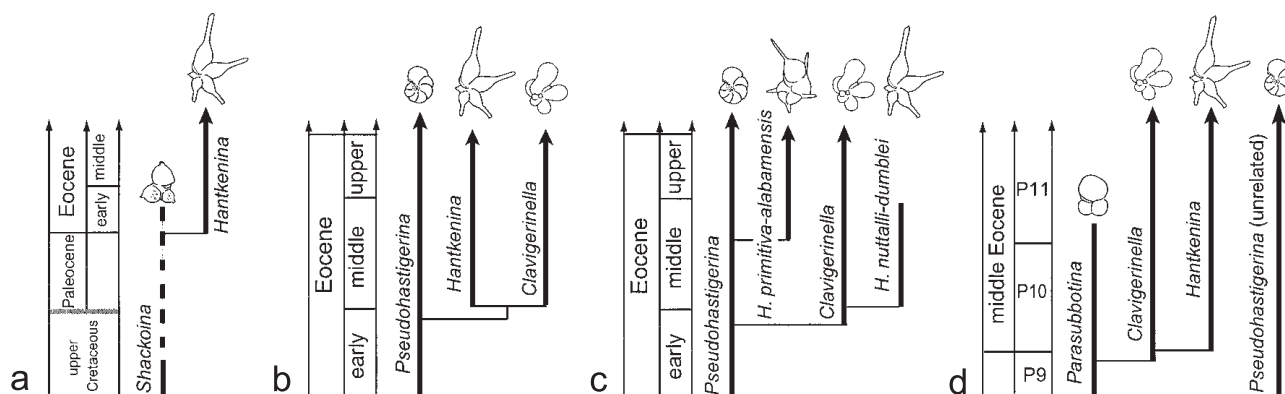 a
Eocene
Paleocene
middle
early
upper
Cretaceous
Shackoina
Hantkenina
b
Eocene
upper
middle
early
Pseudohastigerina
Hantkenina
Clavigerinella
c
Eocene
upper
middle
early
Pseudohastigerina
H. primitiva-alabamensis
Clavigerinella
H. nuttalli-dumblei
d
middle Eocene
P11
P10
P9
Parasubbotina
Clavigerinella
Hantkenina
Pseudohastigerina (unrelated)